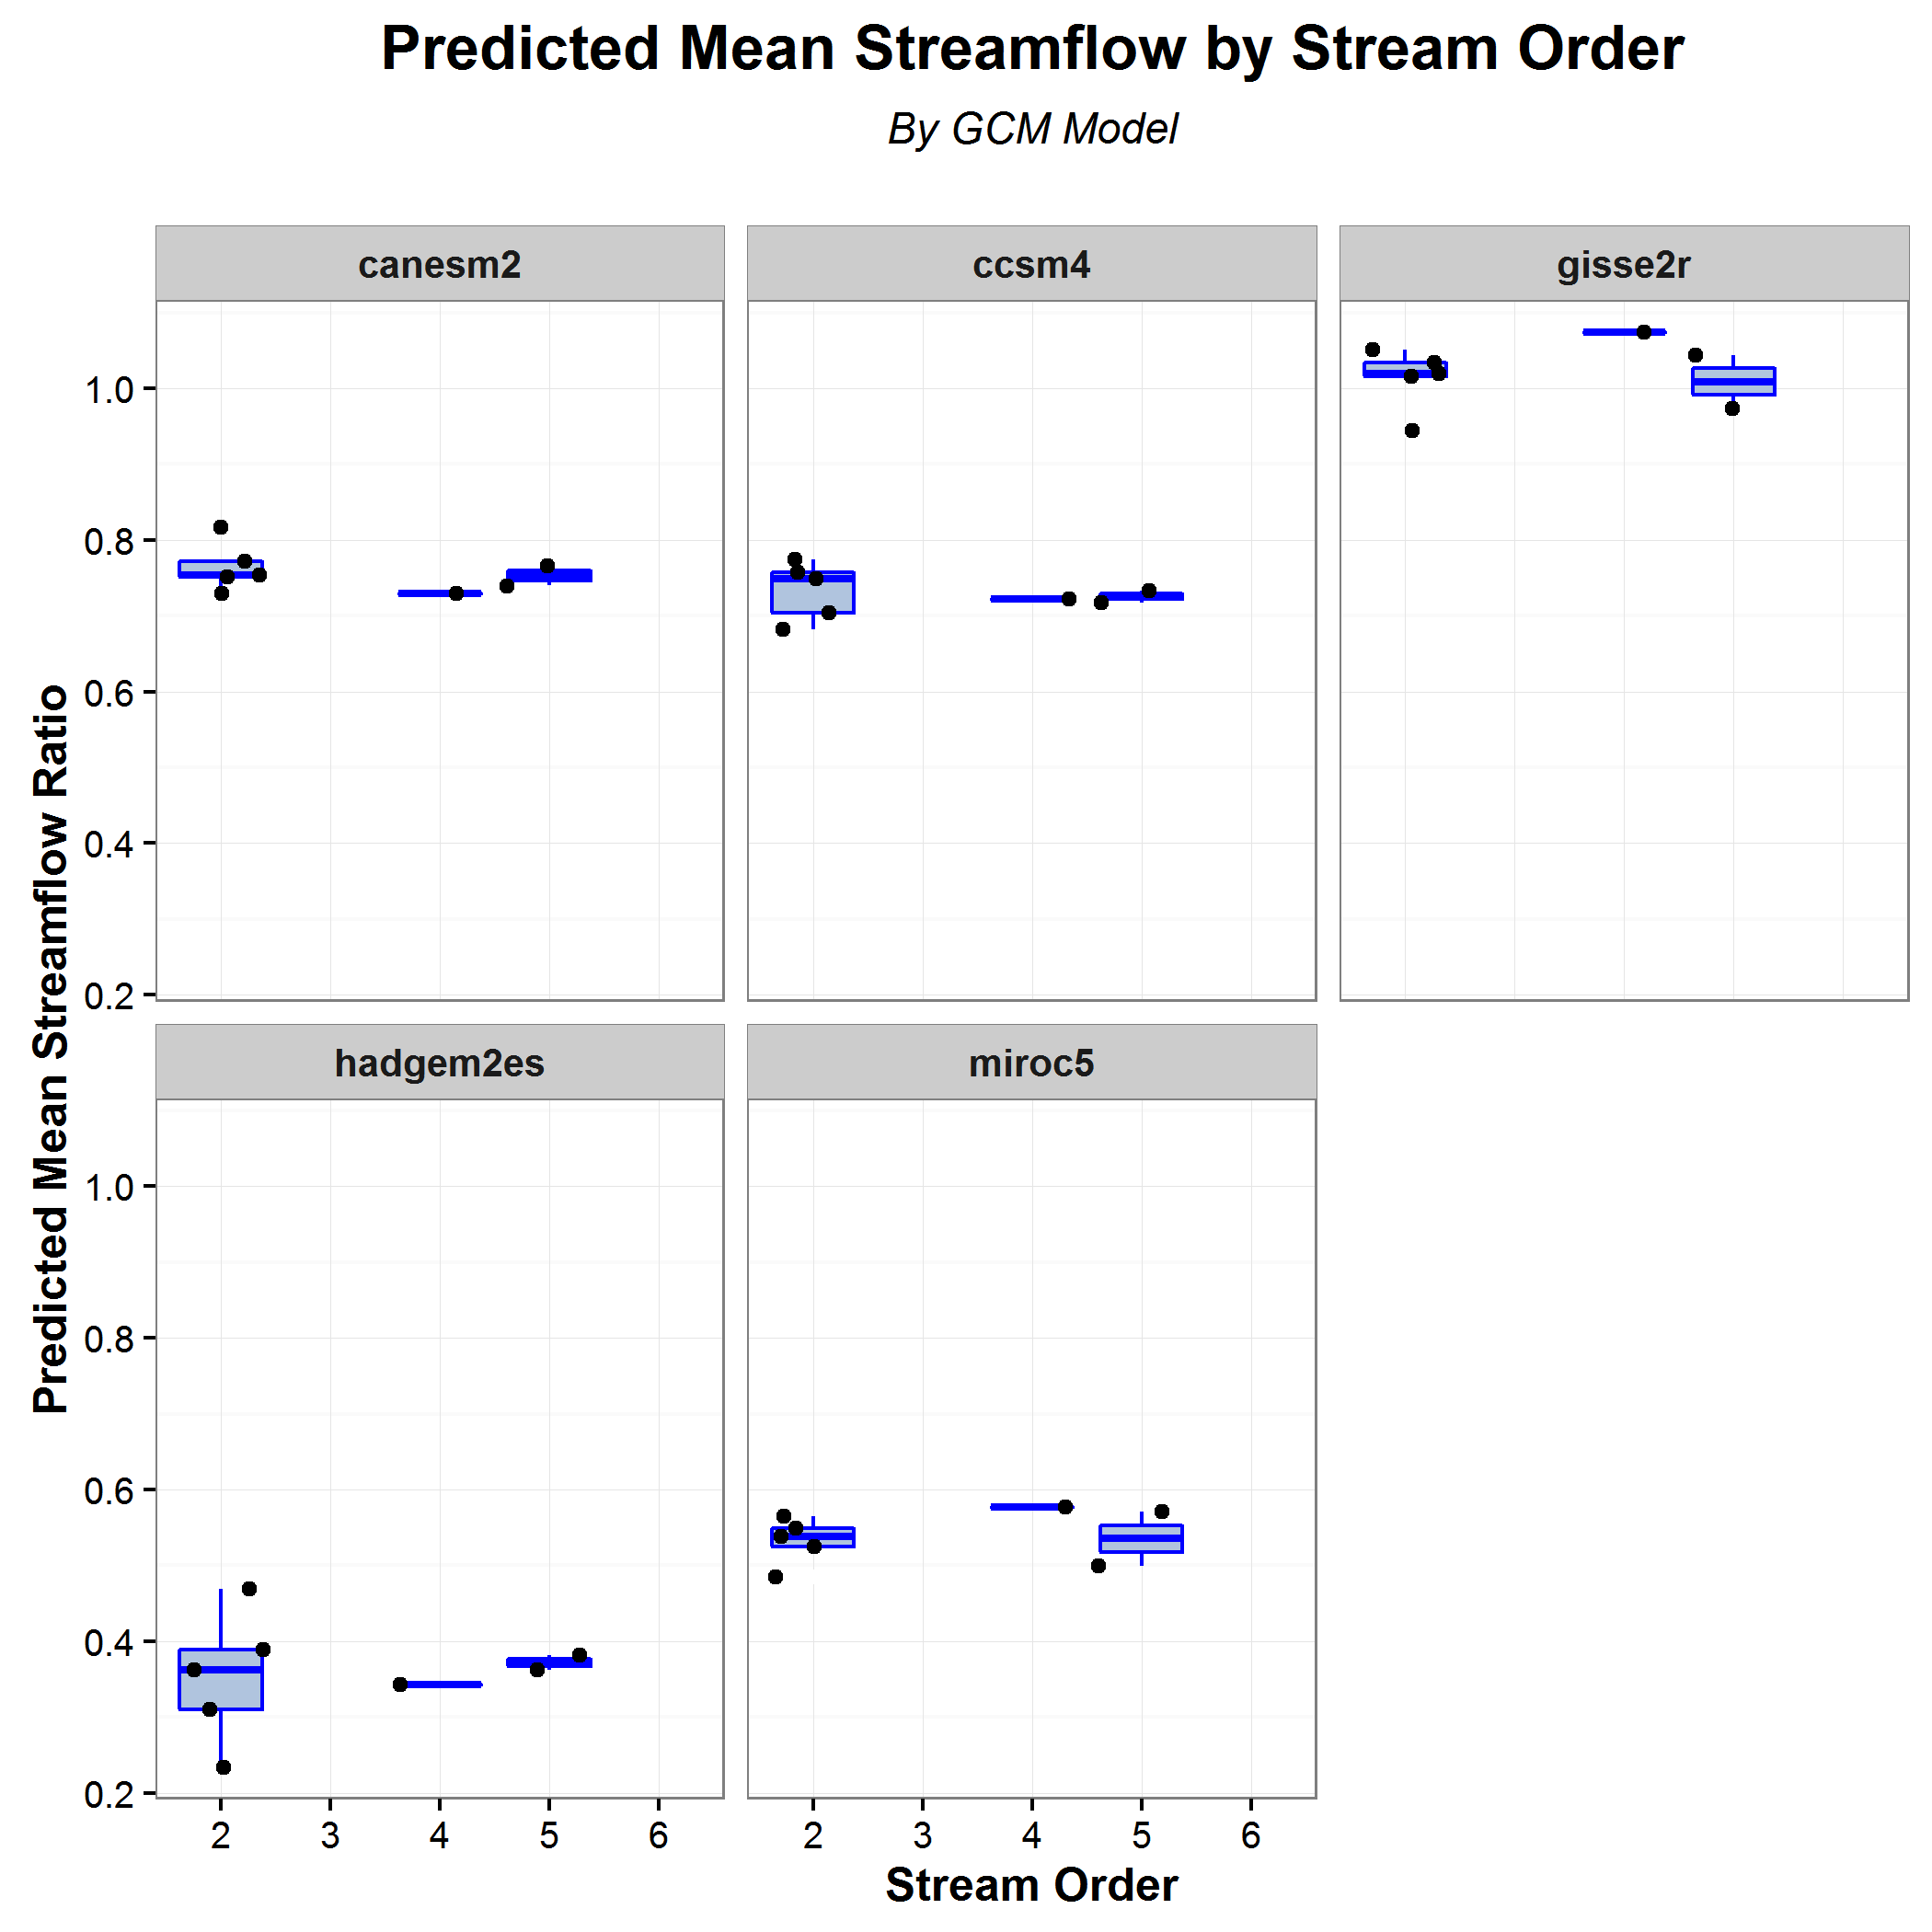 Predicted Mean Streamflow by Stream Order
By GCM Model
canesm2
ccsm4
gisse2r
1.0
0.8
0.6
0.4
0.2
Predicted Mean Streamflow Ratio
hadgem2es
miroc5
1.0
0.8
0.6
0.4
0.2
2 3 4 5 6
2 3 4 5 6
Stream Order